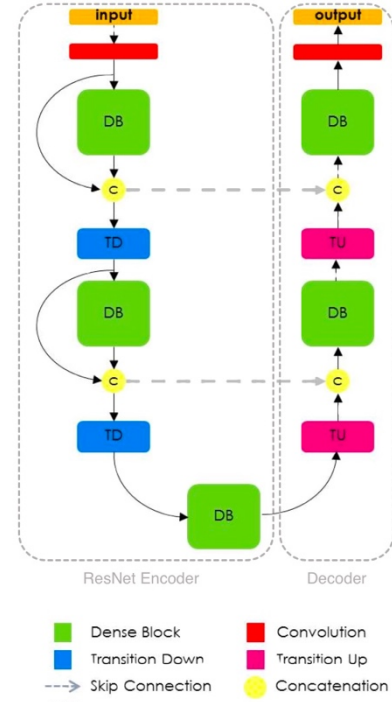 input
output
DB
DB
C
C
TD
TU
DB
DB
C
C
TD
TU
DB
ResNet Encoder
Decoder
Dense Block
Convolution
Transition Down
Transition Up
Skip Connection
Concatenation